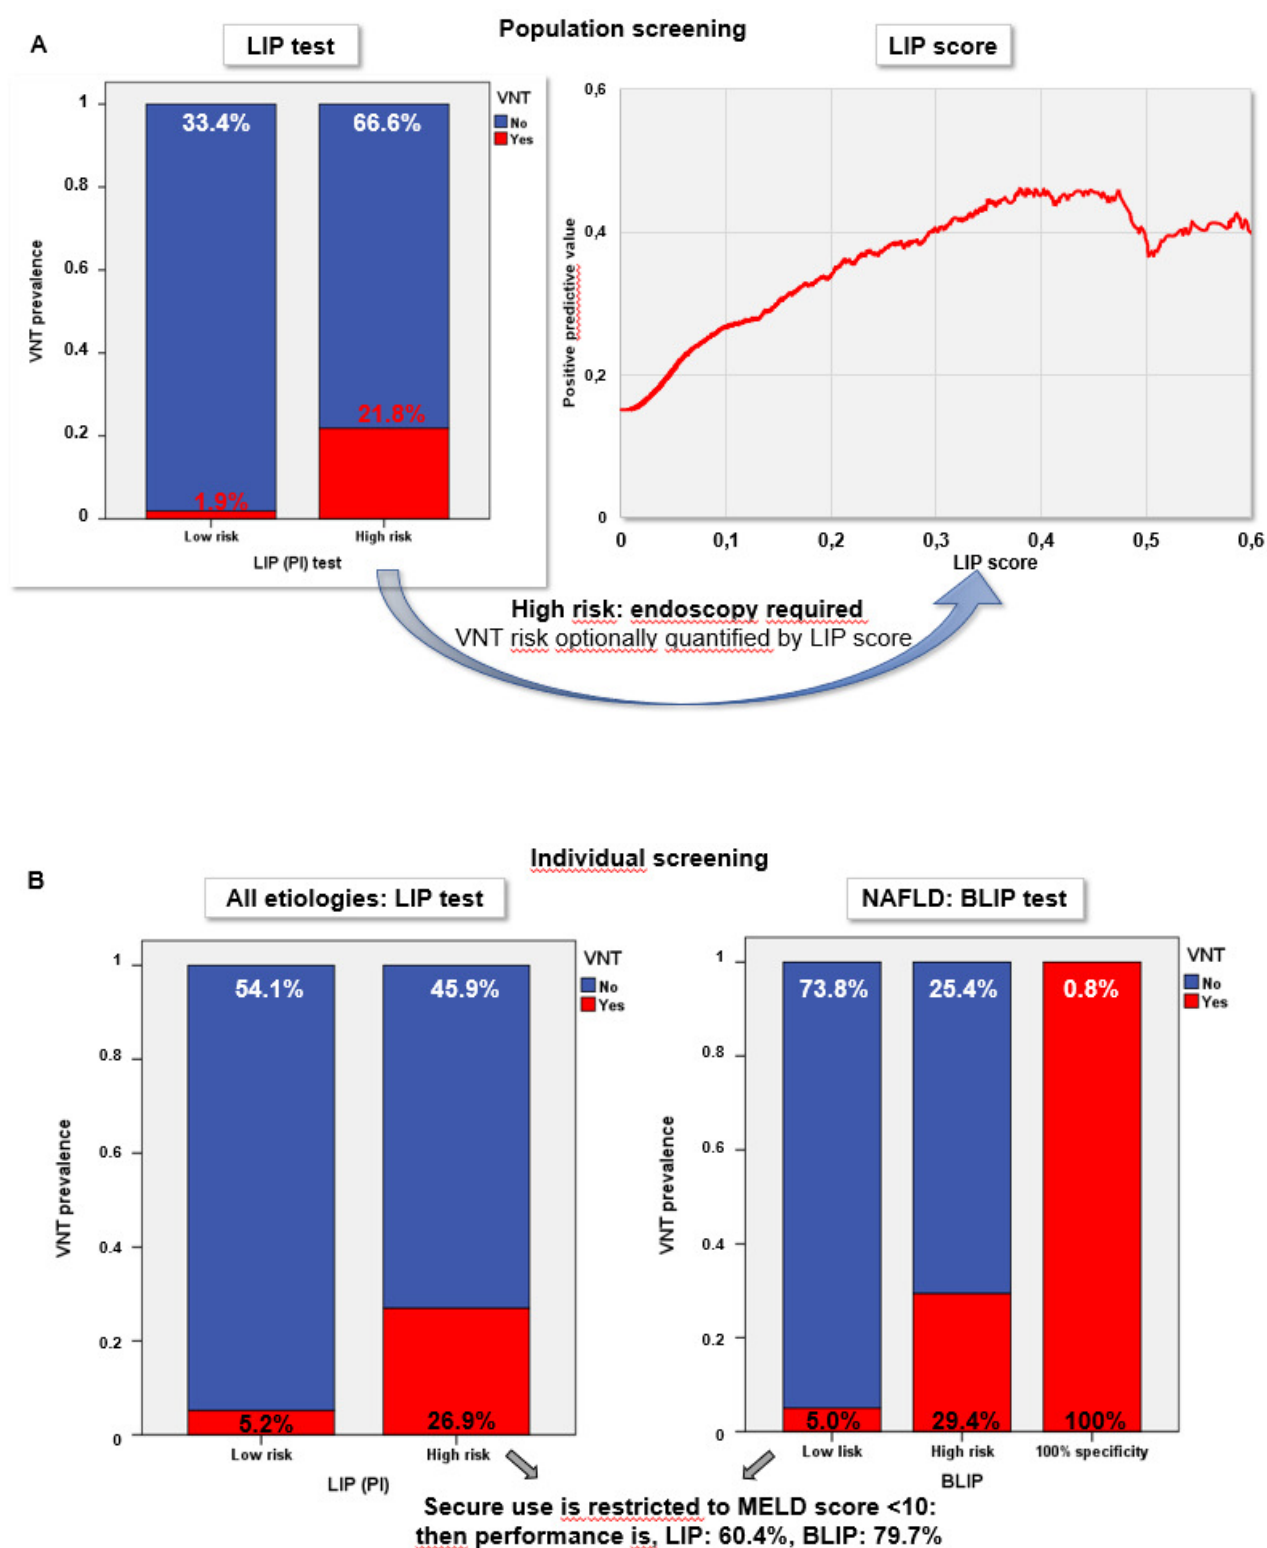 Population screening
A
LIP test
LIP score
VNT
No
Yes
33.4%
66.6%
21.8%
1.9%
1
0.8
0.6
0.4
0.2
0
VNT prevalence
Low risk
High risk
LIP (PI) test
0,6
0,4
0,2
0
Positive predictive value
0
0,1
0,2
0,3
0,4
0,5
0,6
LIP score
High risk: endoscopy required
VNT risk optionally quantified by LIP score
Individual screening
B
All etiologies: LIP test
NAFLD: BLIP test
VNT
No
Yes
54.1%
45.9%
5.2%
26.9%
1
0.8
0.6
0.4
0.2
0
VNT prevalence
Low risk
High risk
LIP (PI)
VNT
No
Yes
73.8%
25.4%
0.8%
5.0%
29.4%
100%
1
0.8
0.6
0.4
0.2
0
VNT prevalence
Low lisk
High risk
100% specificity
BLIP
Secure use is restricted to MELD score <10:
then performance is, LIP: 60.4%, BLIP: 79.7%